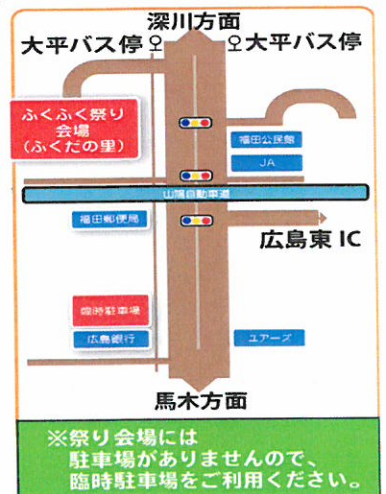 深川方面
大平バス停
大平バス停
ふくふく祭り
会場
(ふくだの里)
福田公民館
JA
山陽自動車道
福田郵便局
広島東 IC
臨時駐車場
広島銀行
ユアーズ
馬木方面
※祭り会場には
駐車場がありませんので、
臨時駐車場をご利用ください。